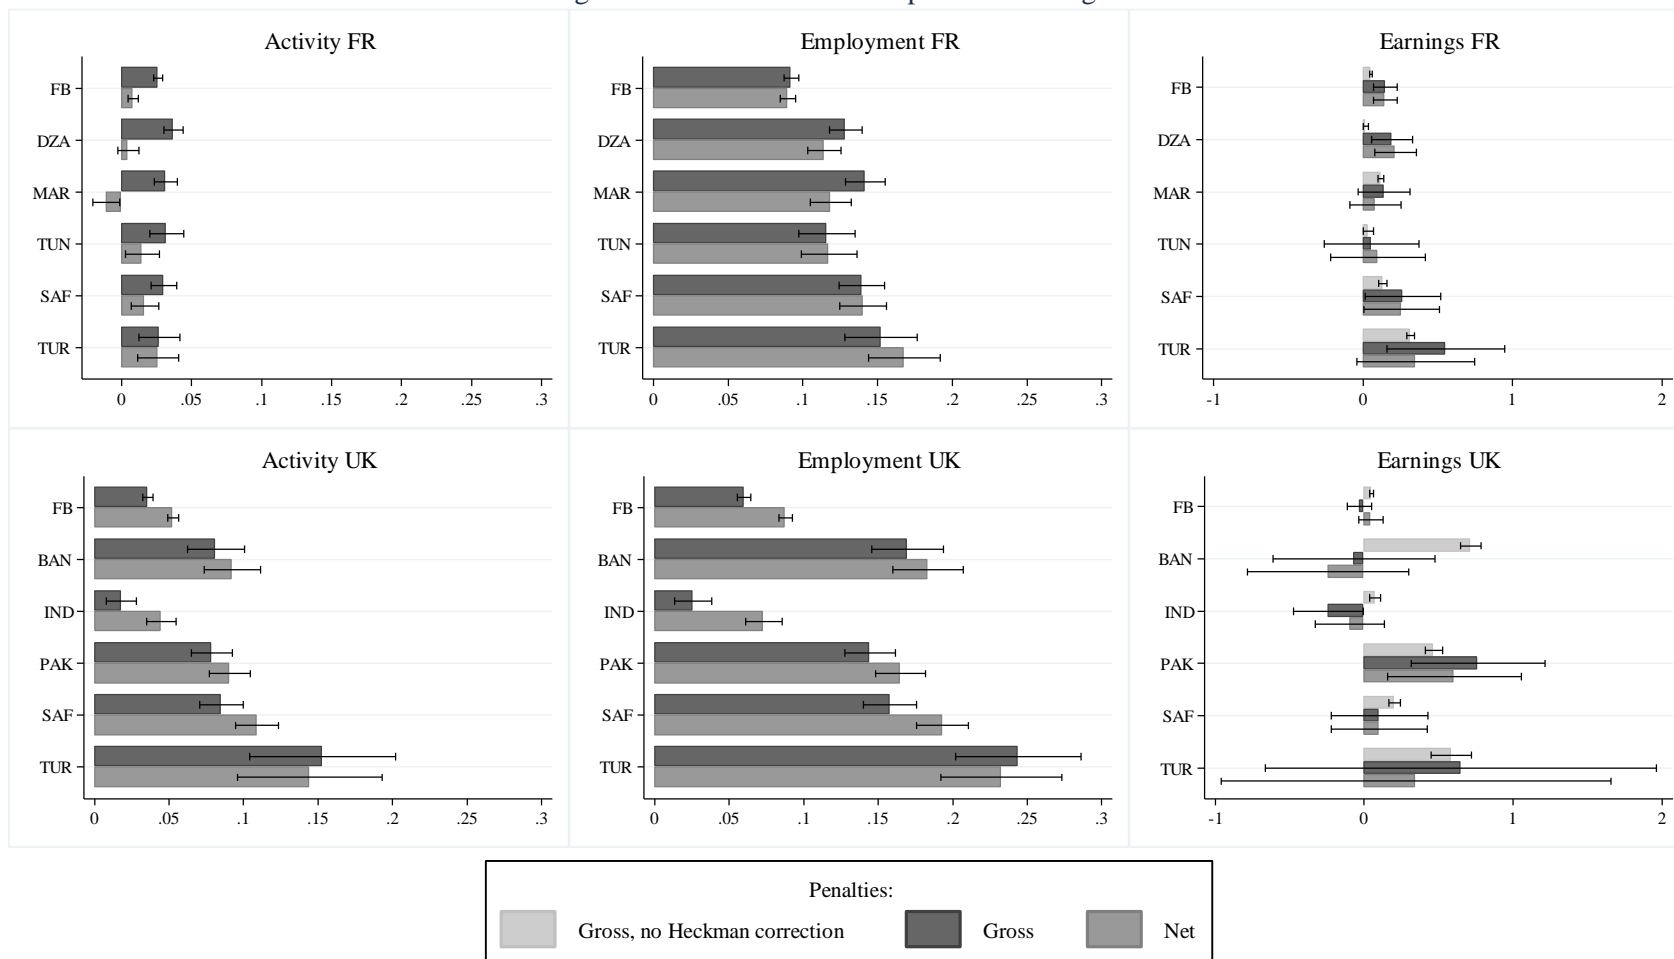 Activity FR
FB
DZA
MAR
TUN
SAF
TUR
0 .05 .1 .15 .2 .25 .3
Employment FR
FB
DZA
MAR
TUN
SAF
TUR
0 .05 .1 .15 .2 .25 .3
Earnings FR
FB
DZA
MAR
TUN
SAF
TUR
-1 0 1 2
Activity UK
FB
BAN
IND
PAK
SAF
TUR
0 .05 .1 .15 .2 .25 .3
Employment UK
FB
BAN
IND
PAK
SAF
TUR
0 .05 .1 .15 .2 .25 .3
Earnings UK
FB
BAN
IND
PAK
SAF
TUR
-1 0 1 2
Penalties:
Gross, no Heckman correction Gross Net